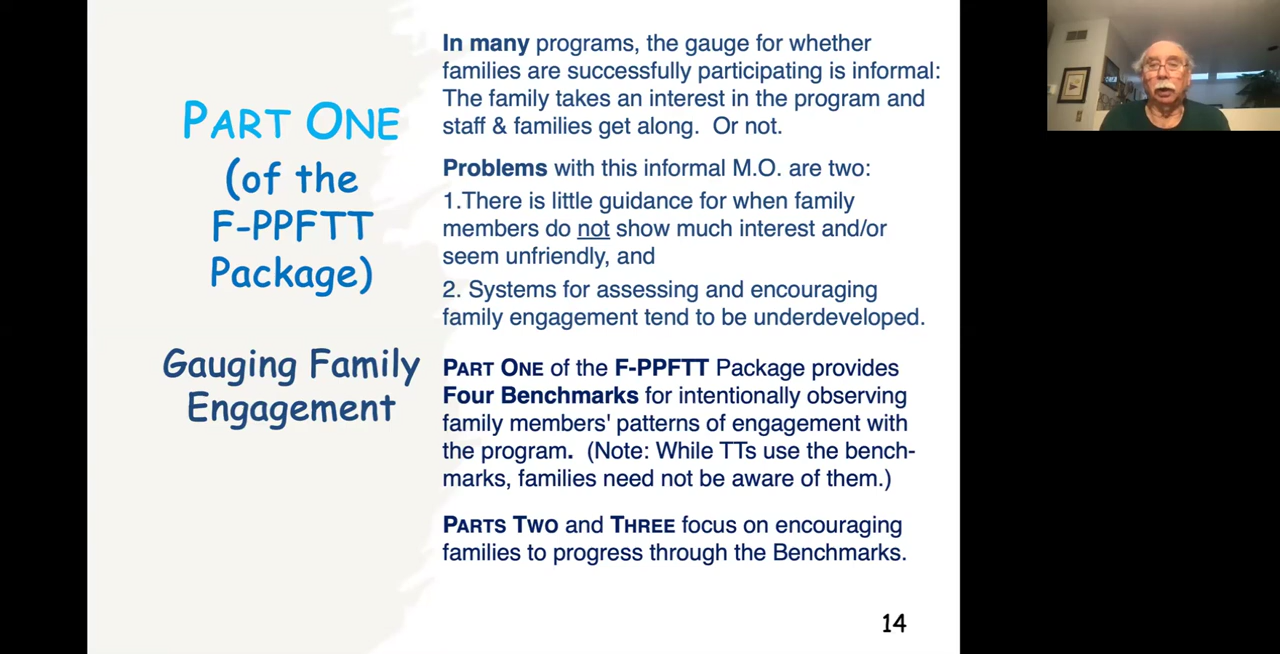 PART ONE
(of the
F-PPFTT
Package)
Gauging Family
Engagement
In many programs, the gauge for whether
families are successfully participating is informal:
The family takes an interest in the program and
staff & families get along.  Or not.
Problems with this informal M.O. are two:
1.There is little guidance for when family
members do not show much interest and/or
seem unfriendly, and
2. Systems for assessing and encouraging
family engagement tend to be underdeveloped.
PART ONE of the F-PPFTT Package provides
Four Benchmarks for intentionally observing
family members' patterns of engagement with
the program.  (Note: While TTs use the bench-
marks, families need not be aware of them.)
PARTS TWO and THREE focus on encouraging
families to progress through the Benchmarks.
14